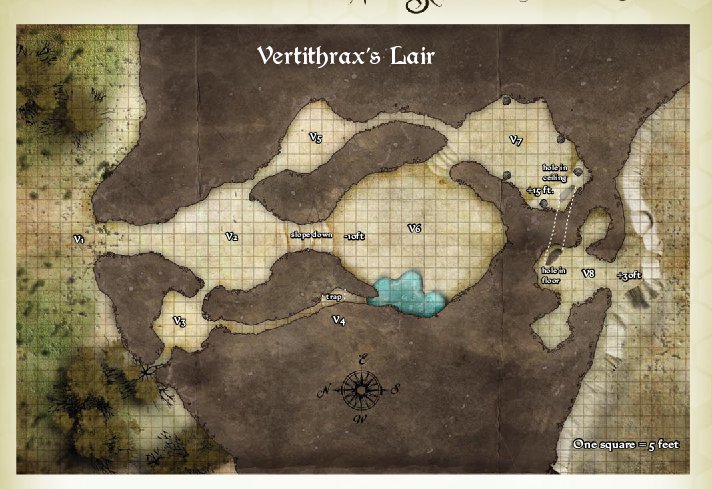 Vertithrax's Lair
V5
V7
hole in
ceiling
+15 ft.
V1
V2
slope down
-10ft
V6
hole in
floor
V8
+30ft
V3
trap
V4
E
N
S
W
One square = 5 feet